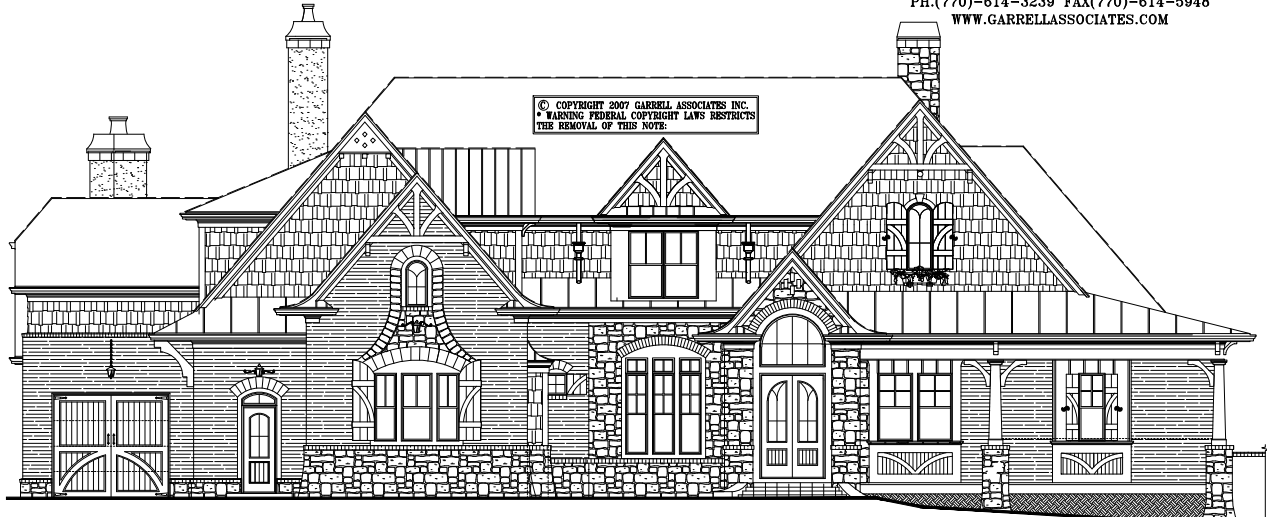 PH.(770)-614-3239 FAX(770)-614-5948
WWW.GARRELLASSOCIATES.COM
© COPYRIGHT 2007 GARRELL ASSOCIATES INC.
* WARNING FEDERAL COPYRIGHT LAWS RESTRICTS
THE REMOVAL OF THIS NOTE: